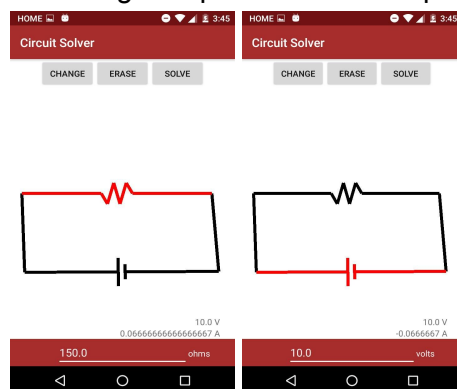 HOME 3:45
Circuit Solver
CHANGE ERASE SOLVE
10.0 V
0.06666666666666667 A
150.0 ohms
HOME 3:45
Circuit Solver
CHANGE ERASE SOLVE
10.0 V
-0.0666667 A
10.0 volts